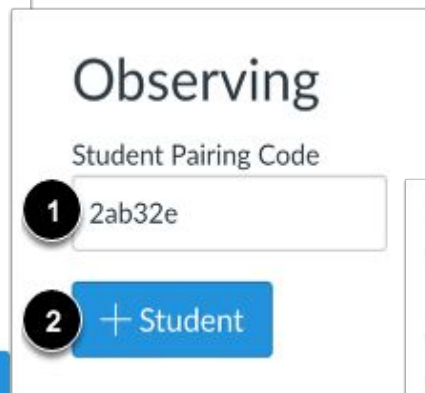 Observing
Student Pairing Code
1 2ab32e
2 + Student